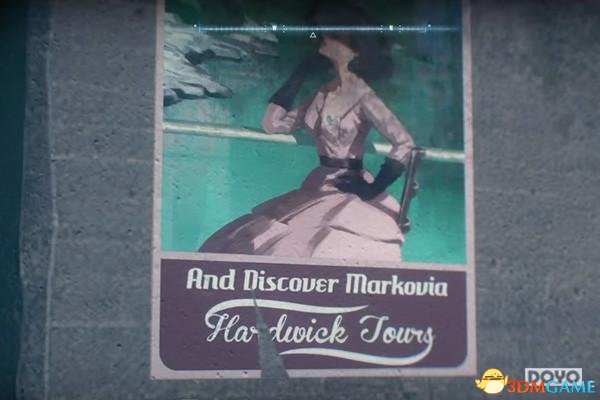 W
W
And Discover Markovia
Hardwick Tours
DOYO
3DMGAME